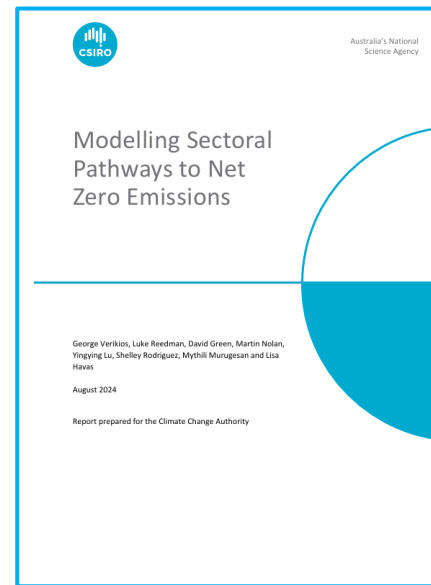 CSIRO
Australia's National
Science Agency
Modelling Sectoral
Pathways to Net
Zero Emissions
George Verikios, Luke Reedman, David Green, Martin Nolan,
Yingying Lu, Shelley Rodriguez, Mythili Murugesan and Lisa
Havas
August 2024
Report prepared for the Climate Change Authority